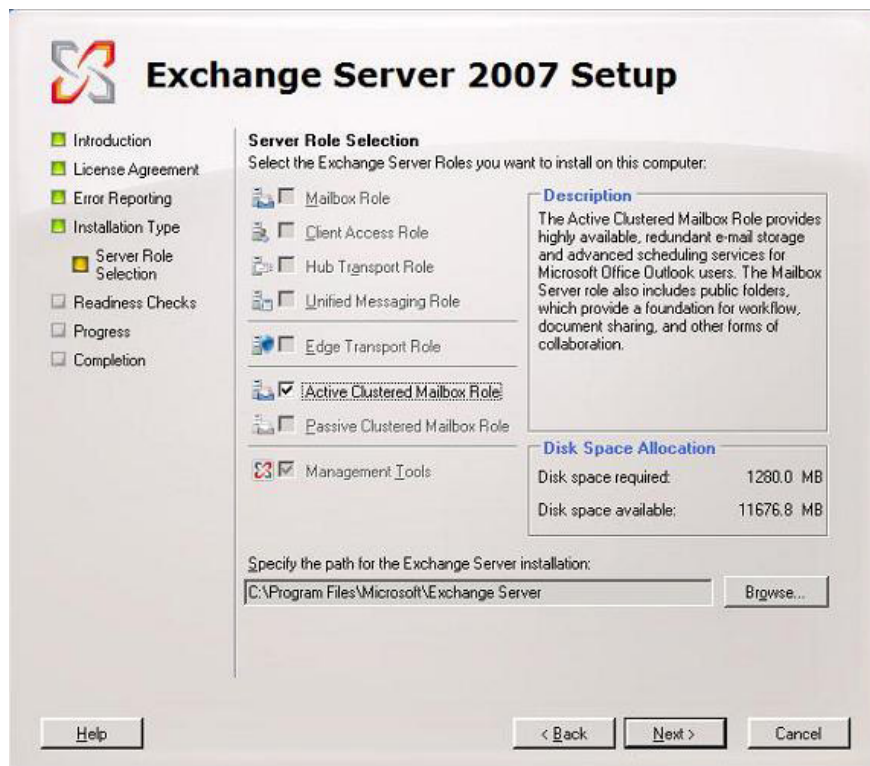 Exchange Server 2007 Setup
Introduction
License Agreement
Error Reporting
Installation Type
Server Role
Selection
Readiness Checks
Progress
Completion
Server Role Selection
Select the Exchange Server Roles you want to install on this computer:
Mailbox Role
Client Access Role
Hub Transport Role
Unified Messaging Role
Edge Transport Role
Active Clustered Mailbox Role
Passive Clustered Mailbox Role
Management Tools
Description
The Active Clustered Mailbox Role provides
highly available, redundant e-mail storage
and advanced scheduling services for
Microsoft Office Outlook users. The Mailbox
Server role also includes public folders,
which provide a foundation for workflow,
document sharing, and other forms of
collaboration.
Disk Space Allocation
Disk space required: 1280.0 MB
Disk space available: 11676.8 MB
Specify the path for the Exchange Server installation:
C:\Program Files\Microsoft\Exchange Server
Browse...
Help
< Back
Next >
Cancel